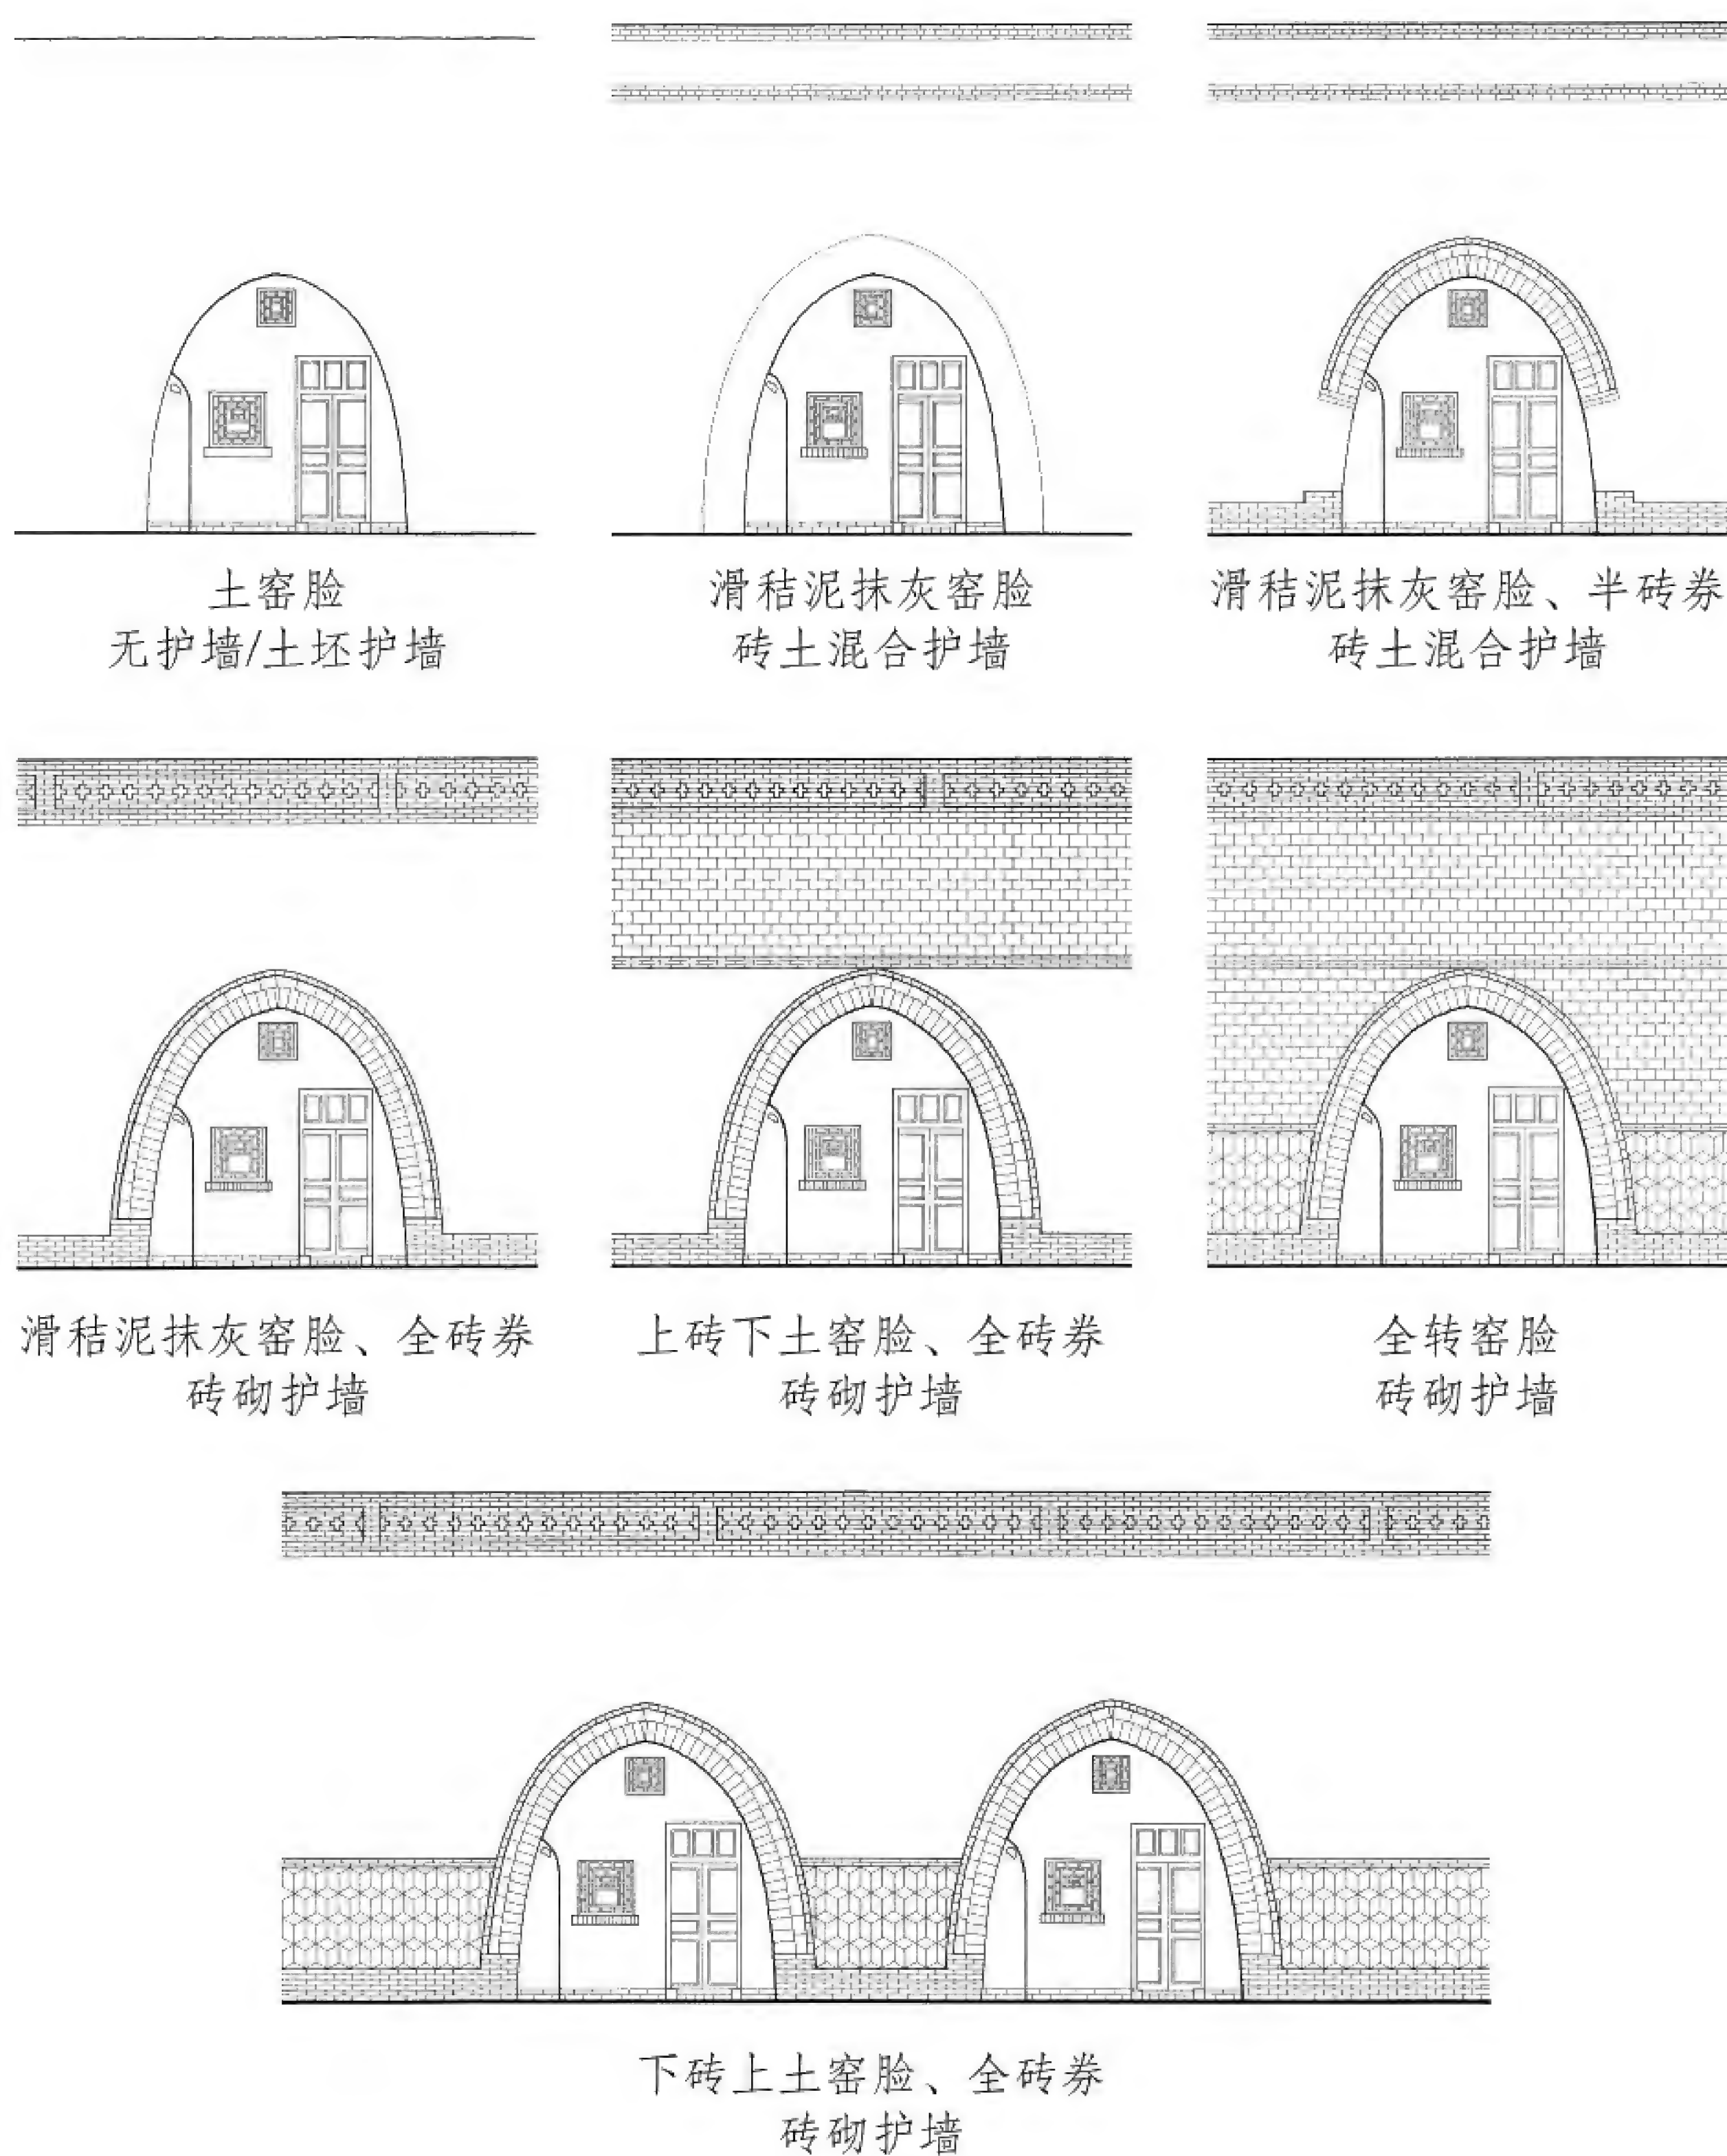 土窑脸
无护墙/土坯护墙
滑秸泥抹灰窑脸
砖土混合护墙
滑秸泥抹灰窑脸、半砖券
砖土混合护墙
滑秸泥抹灰窑脸、全砖券
砖砌护墙
上砖下土窑脸、全砖券
砖砌护墙
全转窑脸
砖砌护墙
下砖上土窑脸、全砖券
砖砌护墙